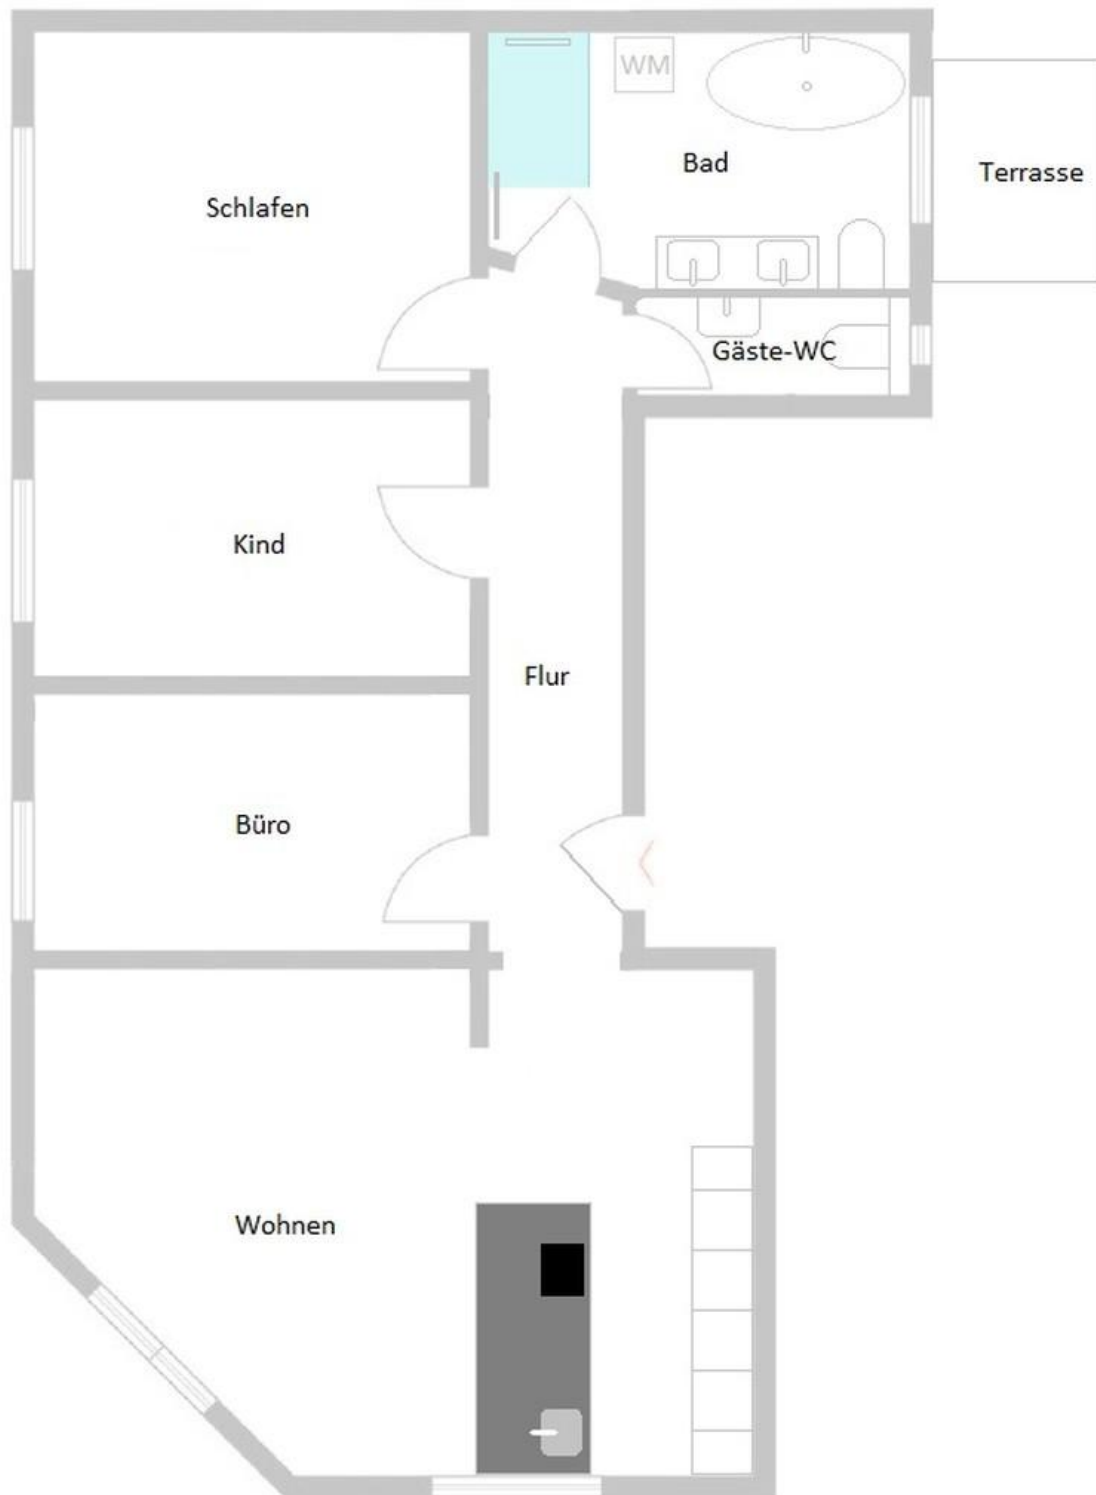 WM
Bad
Terrasse
Schlafen
Gäste-WC
Kind
Flur
Büro
Wohnen